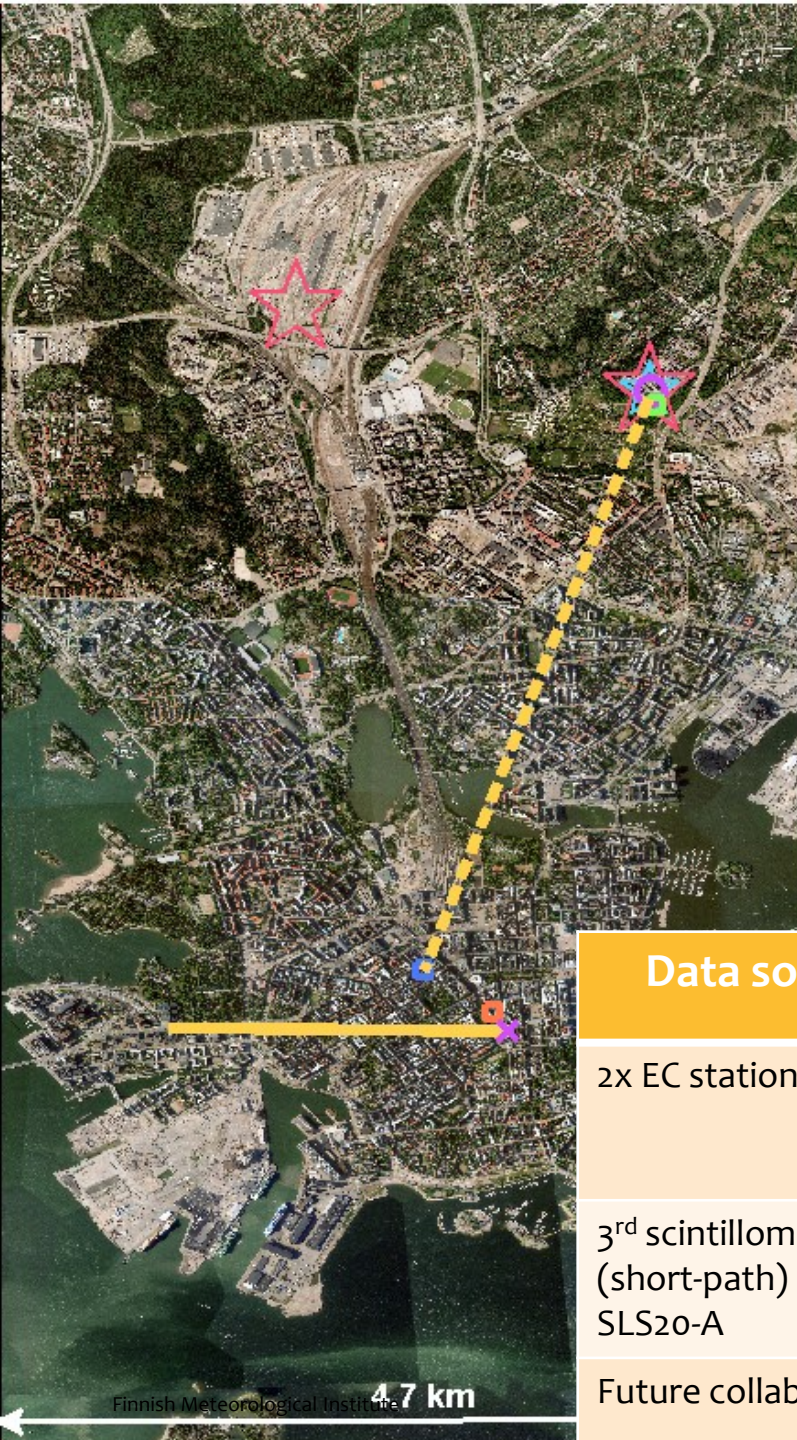 Data so
2x EC station
3rd scintillom
(short-path)
SLS20-A
Future collab
4.7 km
Finnish Meteorological Institute